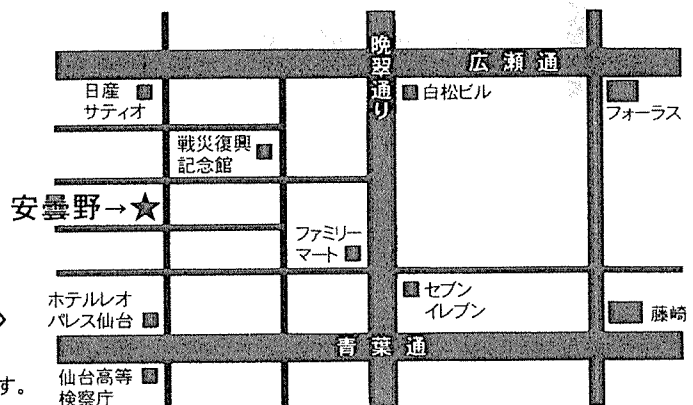 晩翠通り
広瀬通
日産
サティオ
白松ビル
フォーラス
戦災復興
記念館
安曇野→★
ファミリー
マート
ホテルレオ
パレス仙台
セブン
イレブン
藤崎
青葉通
仙台高等
検察庁
す。